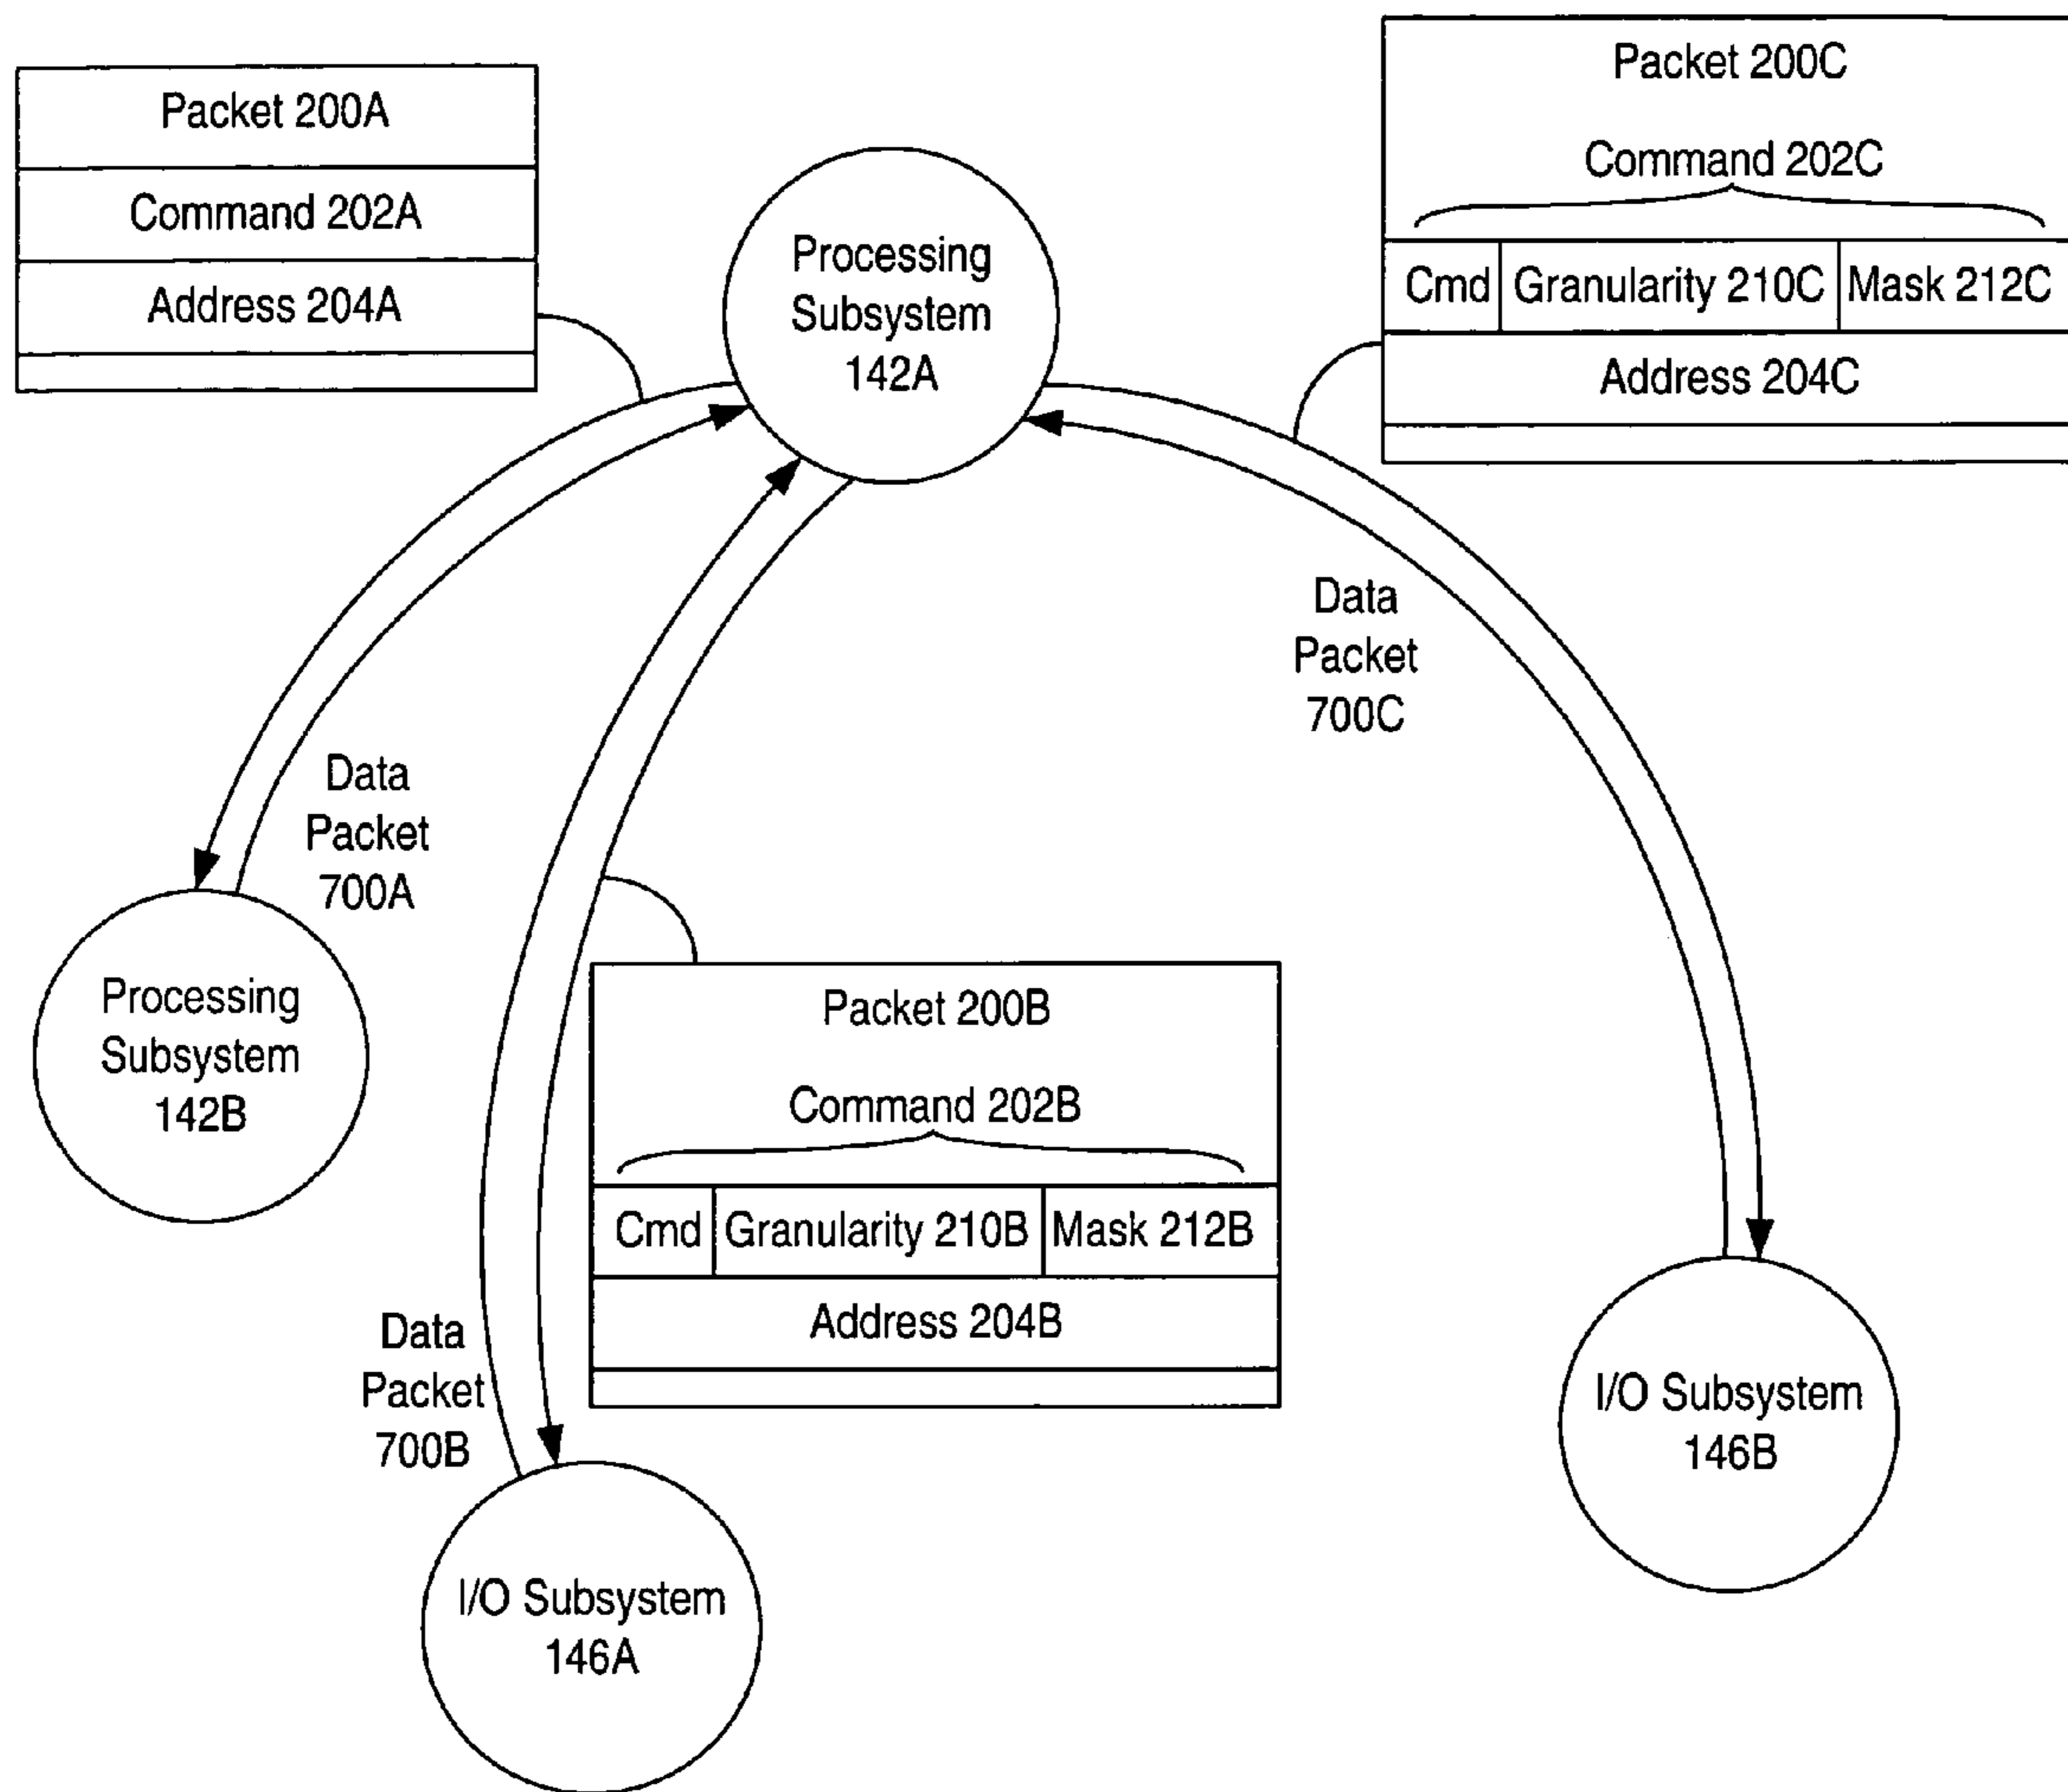 Packet 200A
Command 202A
Address 204A
Processing
Subsystem
142A
Packet 200C
Command 202C
Cmd
Granularity 210C
Mask 212C
Address 204C
Data
Packet
700A
Data
Packet
700C
Processing
Subsystem
142B
Packet 200B
Command 202B
Cmd
Granularity 210B
Mask 212B
Address 204B
Data
Packet
700B
I/O Subsystem
146A
I/O Subsystem
146B